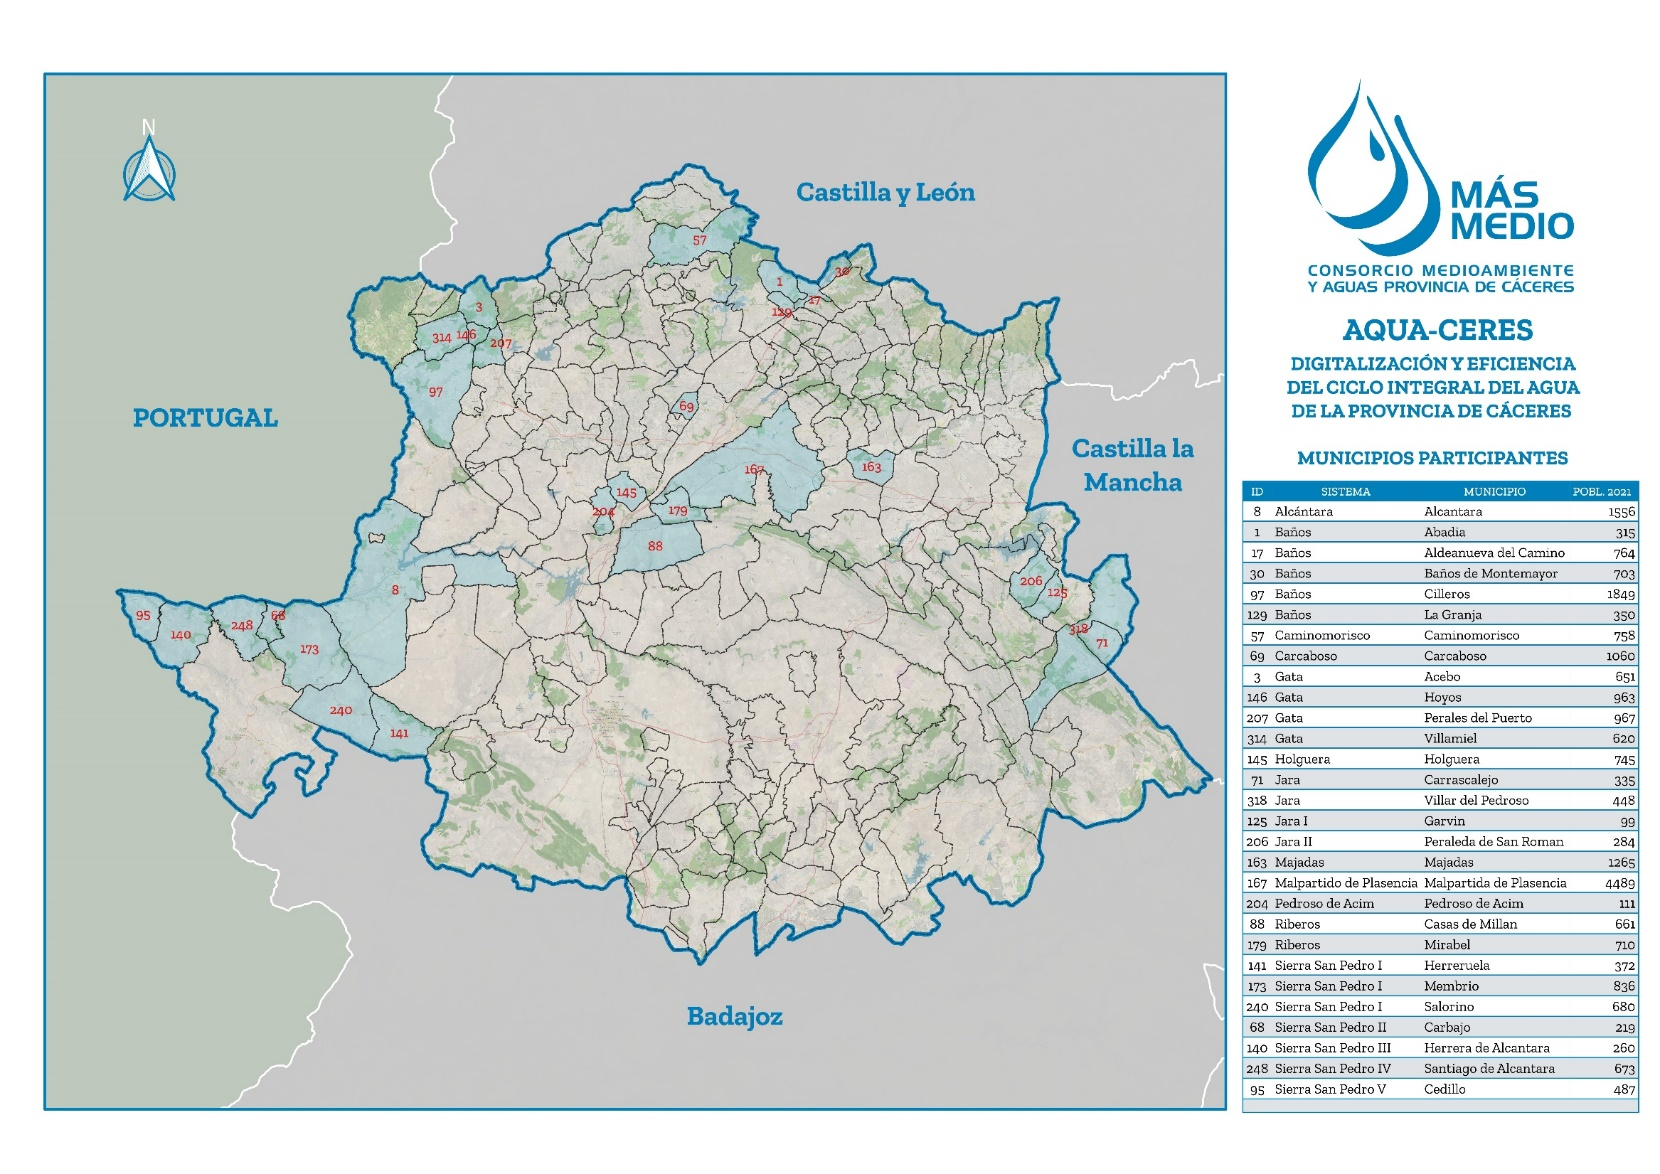 N
Castilla y León
PORTUGAL
Castilla la
Mancha
Badajoz
57
1
30
17
129
3
314
146
207
97
69
167
163
145
204
179
88
8
206
125
318
71
95
140
248
68
173
240
141
MÁS
MEDIO
CONSORCIO MEDIOAMBIENTE
Y AGUAS PROVINCIA DE CÁCERES
AQUA-CERES
DIGITALIZACIÓN Y EFICIENCIA
DEL CICLO INTEGRAL DEL AGUA
DE LA PROVINCIA DE CÁCERES
MUNICIPIOS PARTICIPANTES
ID SISTEMA MUNICIPIO POBL. 2021
8 Alcántara Alcantara 1556
1 Baños Abadia 315
17 Baños Aldeanueva del Camino 764
30 Baños Baños de Montemayor 703
97 Baños Cilleros 1849
129 Baños La Granja 350
57 Caminomorisco Caminomorisco 758
69 Carcaboso Carcaboso 1060
3 Gata Acebo 651
146 Gata Hoyos 963
207 Gata Perales del Puerto 967
314 Gata Villamiel 620
145 Holguera Holguera 745
71 Jara Carrascalejo 335
318 Jara Villar del Pedroso 448
125 Jara I Garvin 99
206 Jara II Peraleda de San Roman 284
163 Majadas Majadas 1265
167 Malpartido de Plasencia Malpartida de Plasencia 4489
204 Pedroso de Acim Pedroso de Acim 111
88 Riberos Casas de Millan 661
179 Riberos Mirabel 710
141 Sierra San Pedro I Herreruela 372
173 Sierra San Pedro I Membrio 836
240 Sierra San Pedro I Salorino 680
68 Sierra San Pedro II Carbajo 219
140 Sierra San Pedro III Herrera de Alcantara 260
248 Sierra San Pedro IV Santiago de Alcantara 673
95 Sierra San Pedro V Cedillo 487